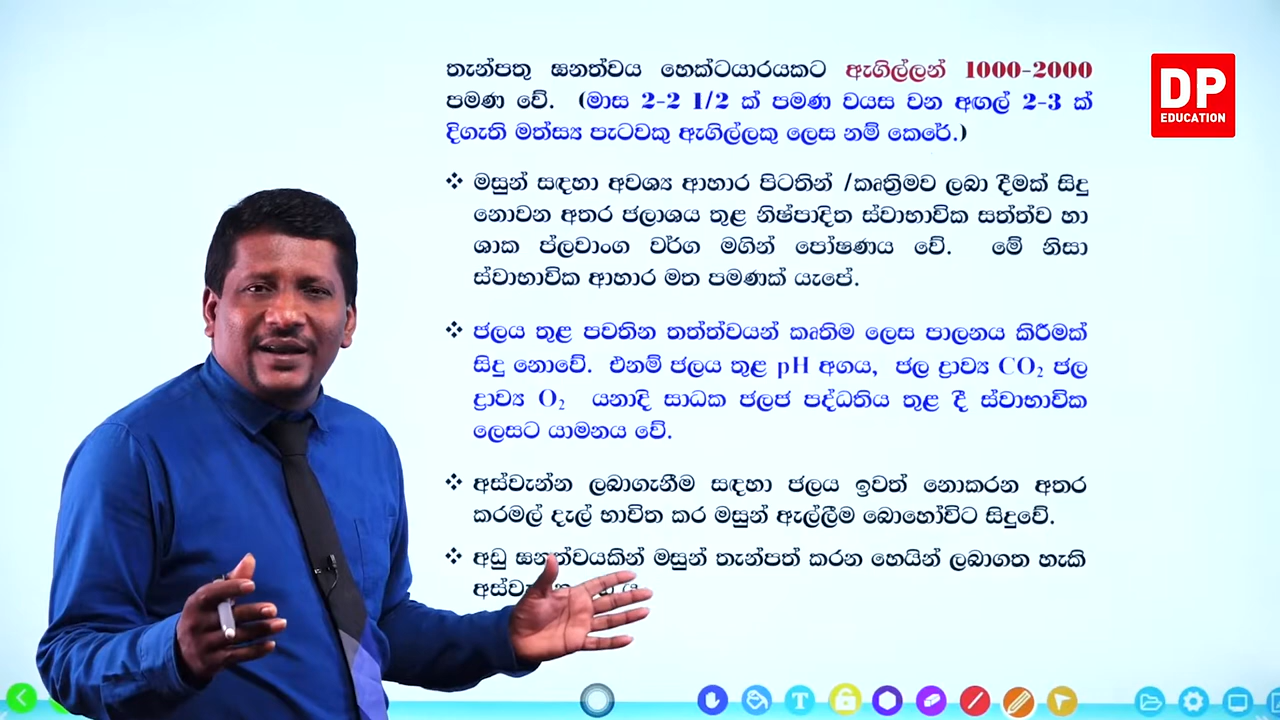 තැන්පතු ඝනත්වය හෙක්ටයාරයකට ඇගිල්ලන් 1000-2000
පමණ වේ. (මාස 2-2 1/2 ක් පමණ වයස වන අඟල් 2-3 ක්
දිගැති මත්ස්‍ය පැටවකු ඇගිල්ලකු ලෙස නම් කෙරේ.)
❖ මසුන් සඳහා අවශ්‍ය ආහාර පිටතින් /කෘත්‍රිමව ලබා දීමක් සිදු
නොවන අතර ජලාශය තුළ නිෂ්පාදිත ස්වාභාවික සත්ත්ව හා
ශාක ප්ලවාංග වර්ග මගින් පෝෂණය වේ. මේ නිසා
ස්වාභාවික ආහාර මත පමණක් යැපේ.
❖ ජලය තුළ පවතින තත්ත්වයන් කෘතිම ලෙස පාලනය කිරීමක්
සිදු නොවේ. එනම් ජලය තුළ pH අගය, ජල ද්‍රාව්‍ය CO₂ ජල
ද්‍රාව්‍ය O₂ යනාදි සාධක ජලජ පද්ධතිය තුළ දී ස්වාභාවික
ලෙසට යාමනය වේ.
❖ අස්වැන්න ලබාගැනීම සඳහා ජලය ඉවත් නොකරන අතර
කරමල් දැල් භාවිත කර මසුන් ඇල්ලීම බොහෝවිට සිදුවේ.
❖ අඩු ඝනත්වයකින් මසුන් තැන්පත් කරන හෙයින් ලබාගත හැකි
DP
EDUCATION